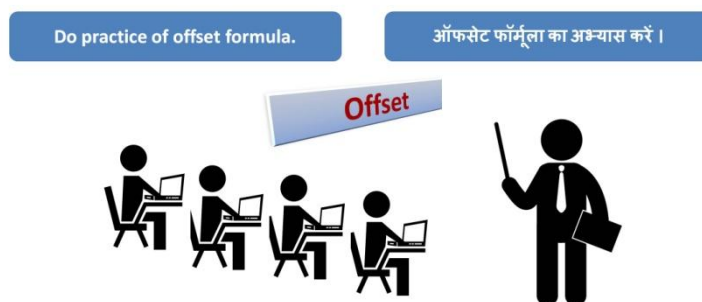 Do practice of offset formula.
ऑफसेट फॉर्मूला का अभ्यास करें ।
Offset